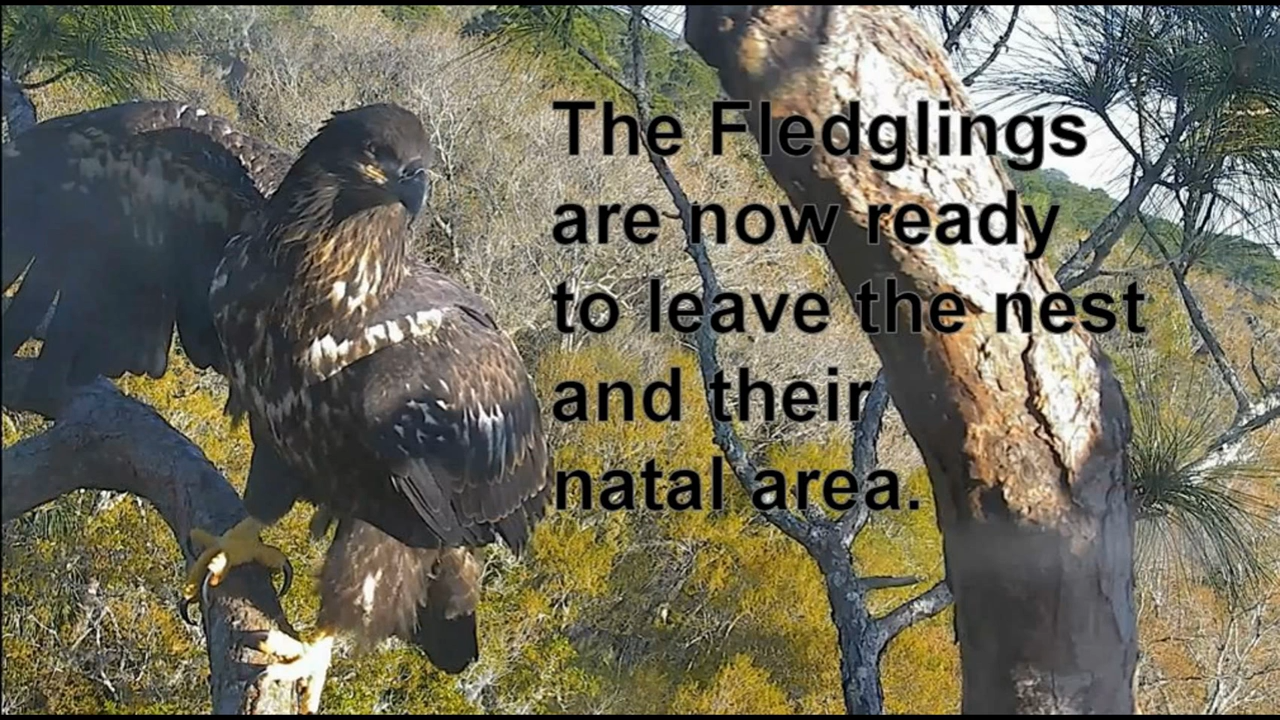 The Fledglings
are now ready
to leave the nest
and their
natal area.